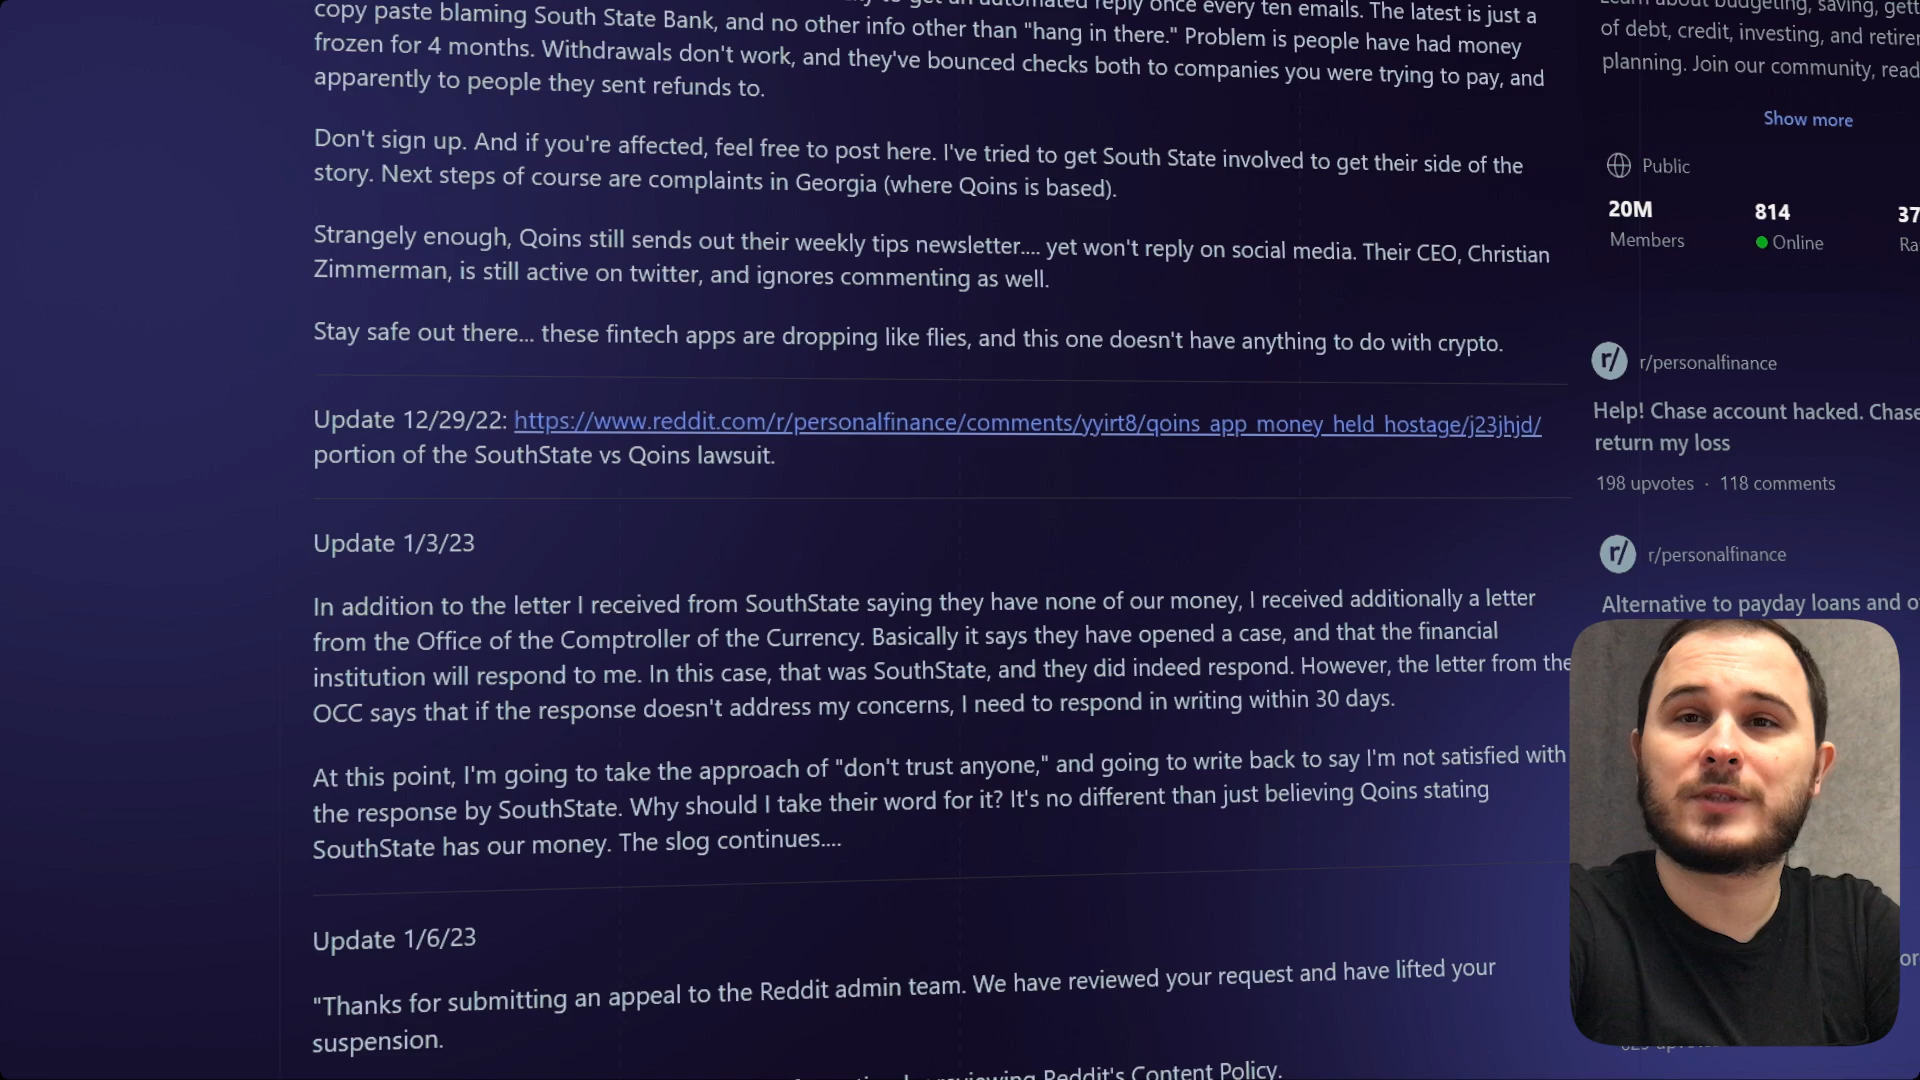 automated reply once every ten emails. The latest is just a
copy paste blaming South State Bank, and no other info other than "hang in there." Problem is people have had money
frozen for 4 months. Withdrawals don't work, and they've bounced checks both to companies you were trying to pay, and
apparently to people they sent refunds to.
Don't sign up. And if you're affected, feel free to post here. I've tried to get South State involved to get their side of the
story. Next steps of course are complaints in Georgia (where Qoins is based).
Strangely enough, Qoins still sends out their weekly tips newsletter.... yet won't reply on social media. Their CEO, Christian
Zimmerman, is still active on twitter, and ignores commenting as well.
Stay safe out there... these fintech apps are dropping like flies, and this one doesn't have anything to do with crypto.
Update 12/29/22: https://www.reddit.com/r/personalfinance/comments/yyirt8/qoins_app_money_held_hostage/j23jhjd/
portion of the SouthState vs Qoins lawsuit.
Update 1/3/23
In addition to the letter I received from SouthState saying they have none of our money, I received additionally a letter
from the Office of the Comptroller of the Currency. Basically it says they have opened a case, and that the financial
institution will respond to me. In this case, that was SouthState, and they did indeed respond. However, the letter from the
OCC says that if the response doesn't address my concerns, I need to respond in writing within 30 days.
At this point, I'm going to take the approach of "don't trust anyone," and going to write back to say I'm not satisfied with
the response by SouthState. Why should I take their word for it? It's no different than just believing Qoins stating
SouthState has our money. The slog continues....
Update 1/6/23
"Thanks for submitting an appeal to the Reddit admin team. We have reviewed your request and have lifted your
suspension.
Reddit's Content Policy.
Learn about budgeting, saving, gett
of debt, credit, investing, and retirem
planning. Join our community, read
Show more
Public
20M 814 37
Members Online Ra
r/ r/personalfinance
Help! Chase account hacked. Chase
return my loss
198 upvotes · 118 comments
r/ r/personalfinance
Alternative to payday loans and o